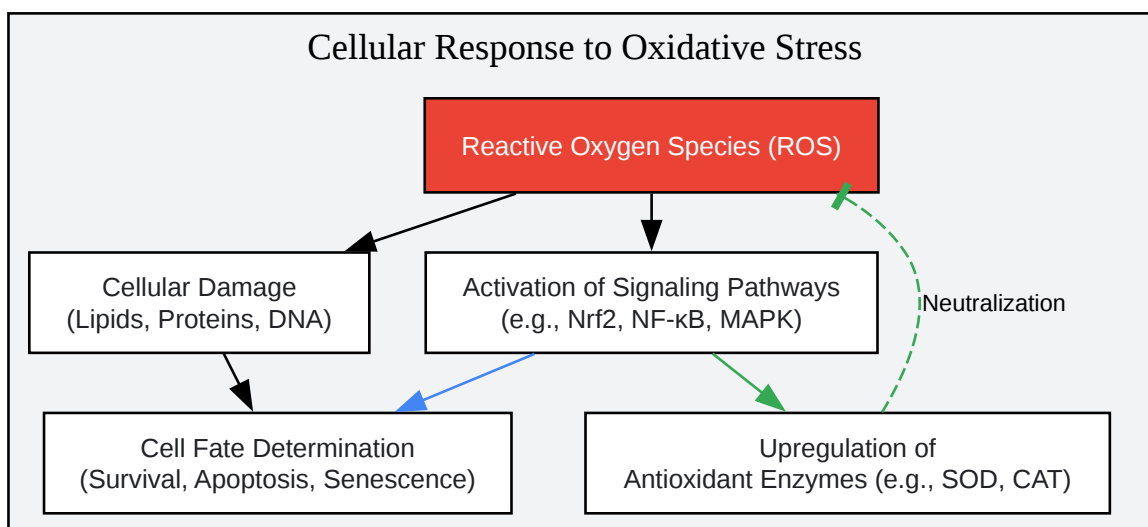 Cellular Response to Oxidative Stress
Reactive Oxygen Species (ROS)
Cellular Damage
(Lipids, Proteins, DNA)
Activation of Signaling Pathways
(e.g., Nrf2, NF-κB, MAPK)
Neutralization
Cell Fate Determination
(Survival, Apoptosis, Senescence)
Upregulation of
Antioxidant Enzymes (e.g., SOD, CAT)